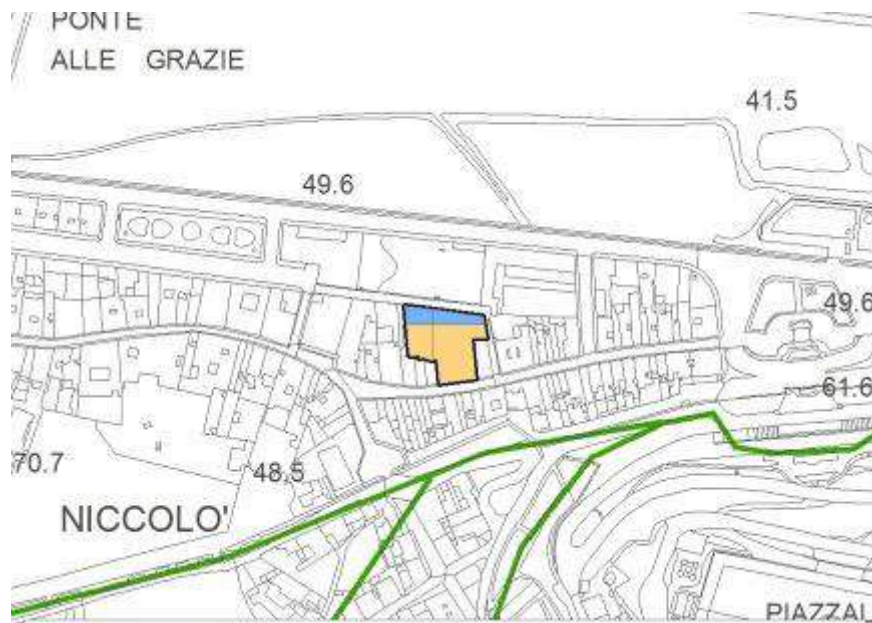 PONTE
ALLE GRAZIE
41.5
49.6
49.6
61.6
70.7
48.5
NICCOLO'
PIAZZAL